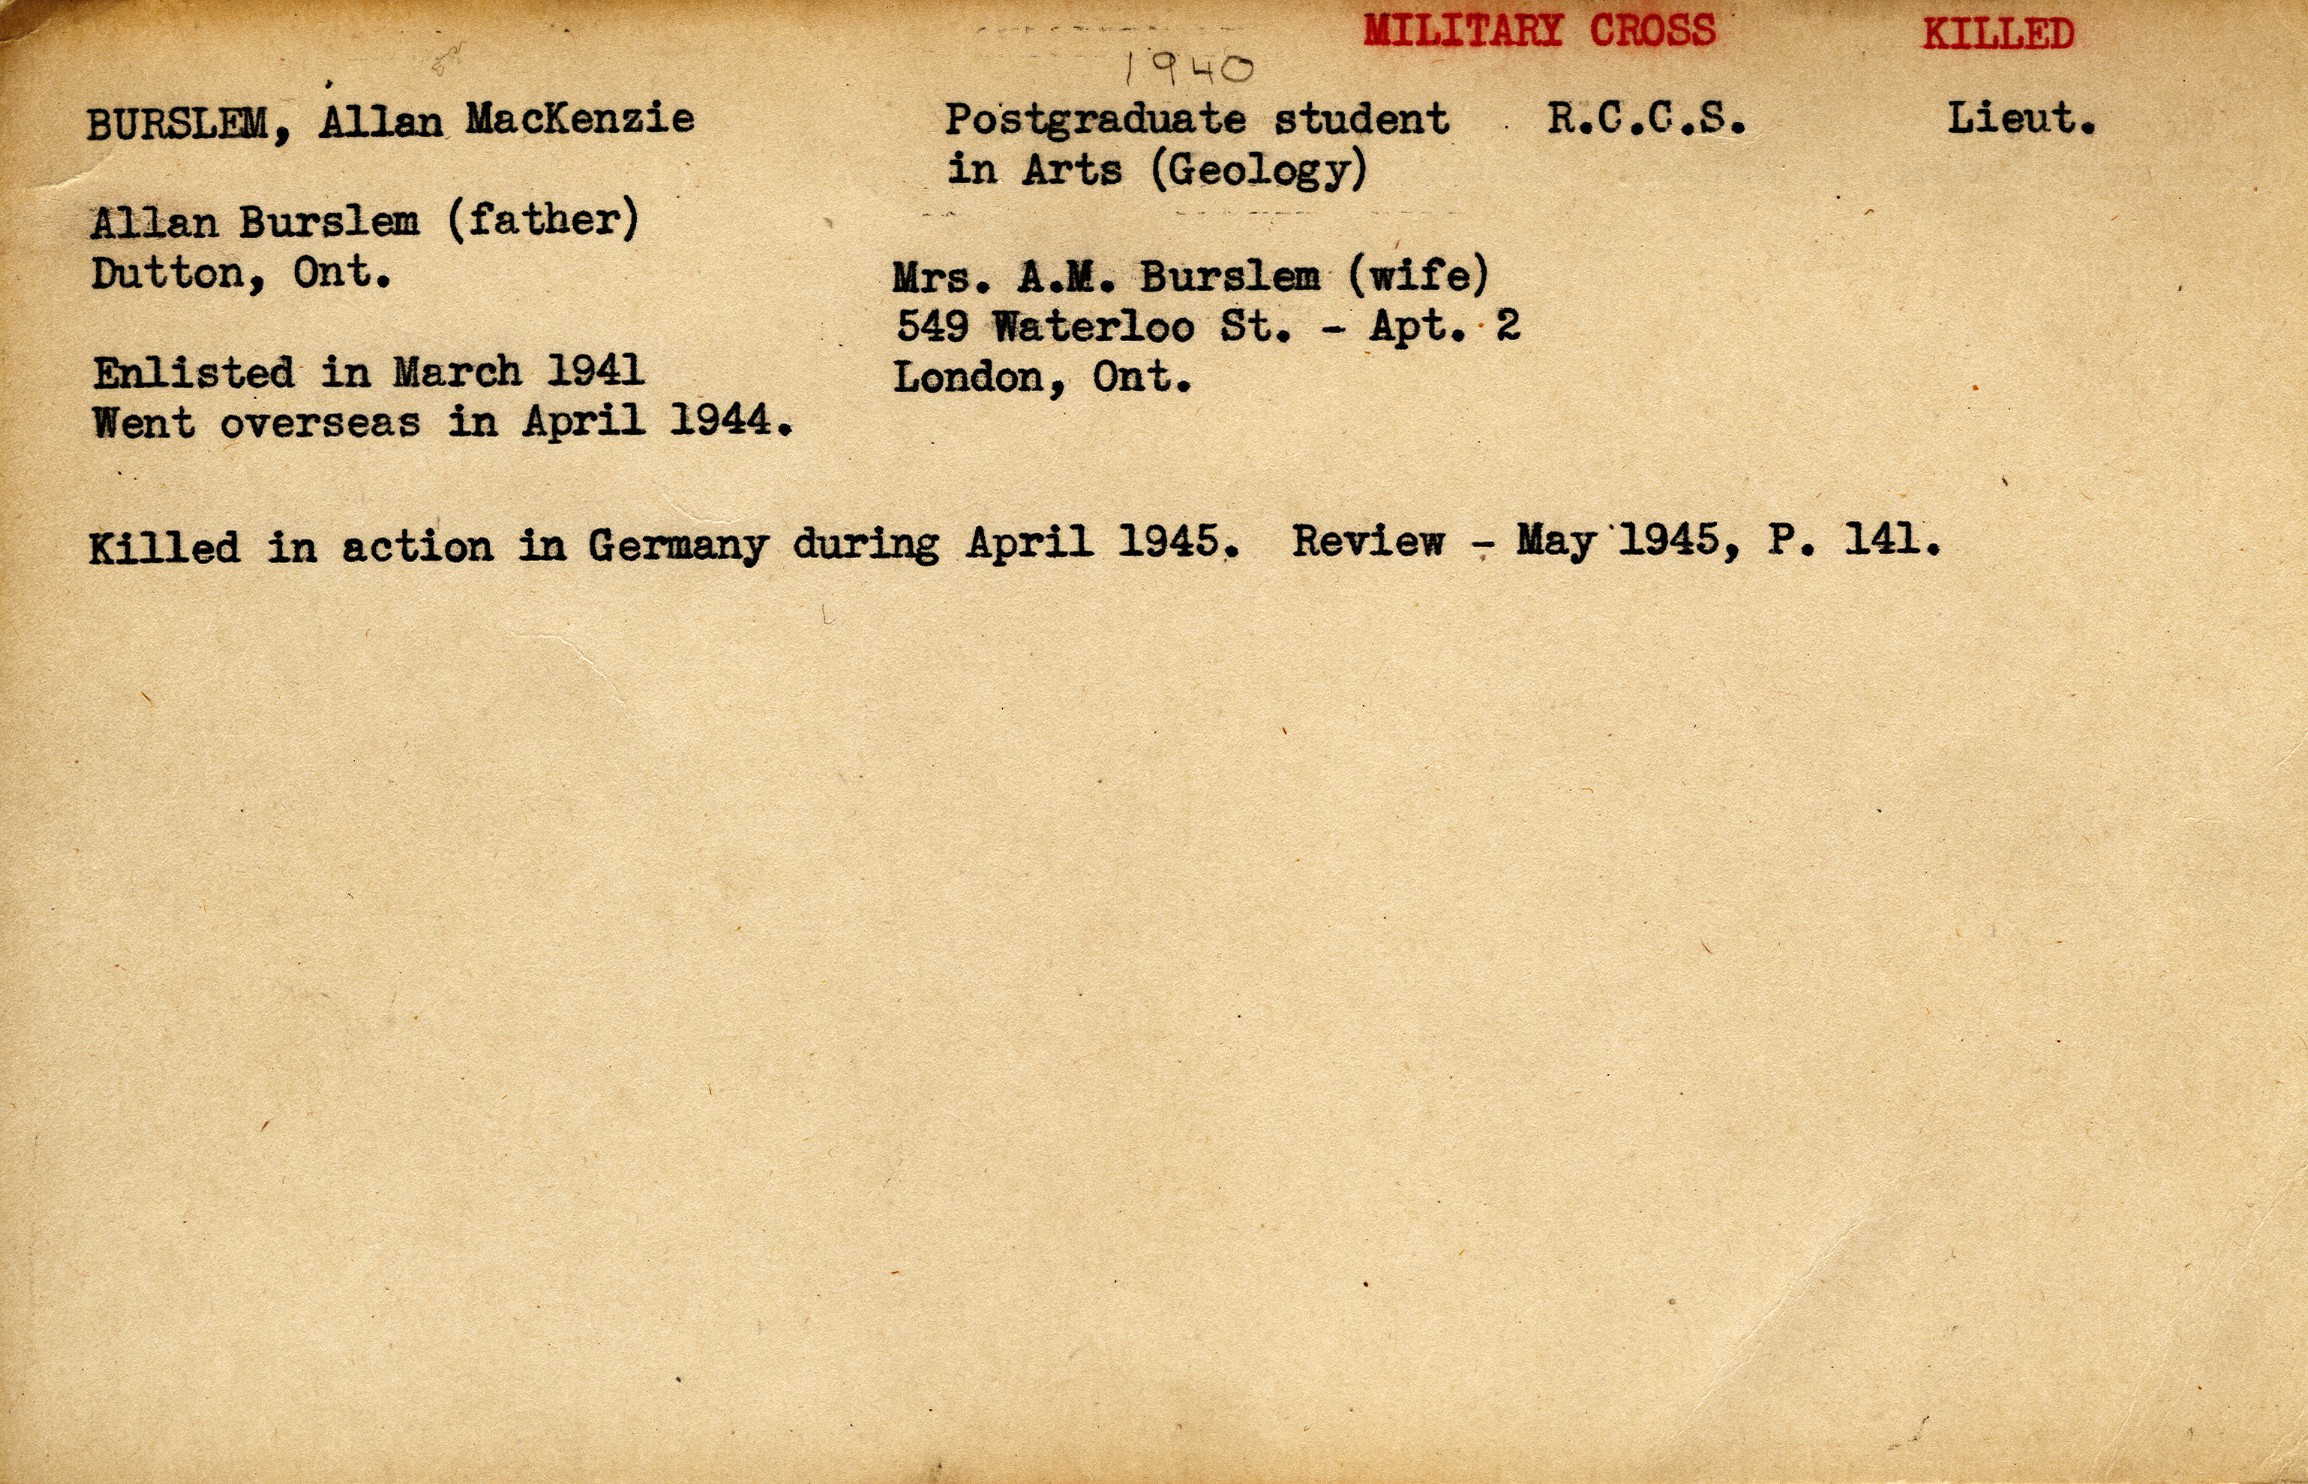 MILITARY CROSS KILLED
1940
BURSLEM, Allan MacKenzie Postgraduate student R.C.C.S. Lieut.
in Arts (Geology)
Allan Burslem (father)
Dutton, Ont.
Mrs. A.M. Burslem (wife)
549 Waterloo St. - Apt. 2
London, Ont.
Enlisted in March 1941
Went overseas in April 1944.
Killed in action in Germany during April 1945. Review - May 1945, P. 141.